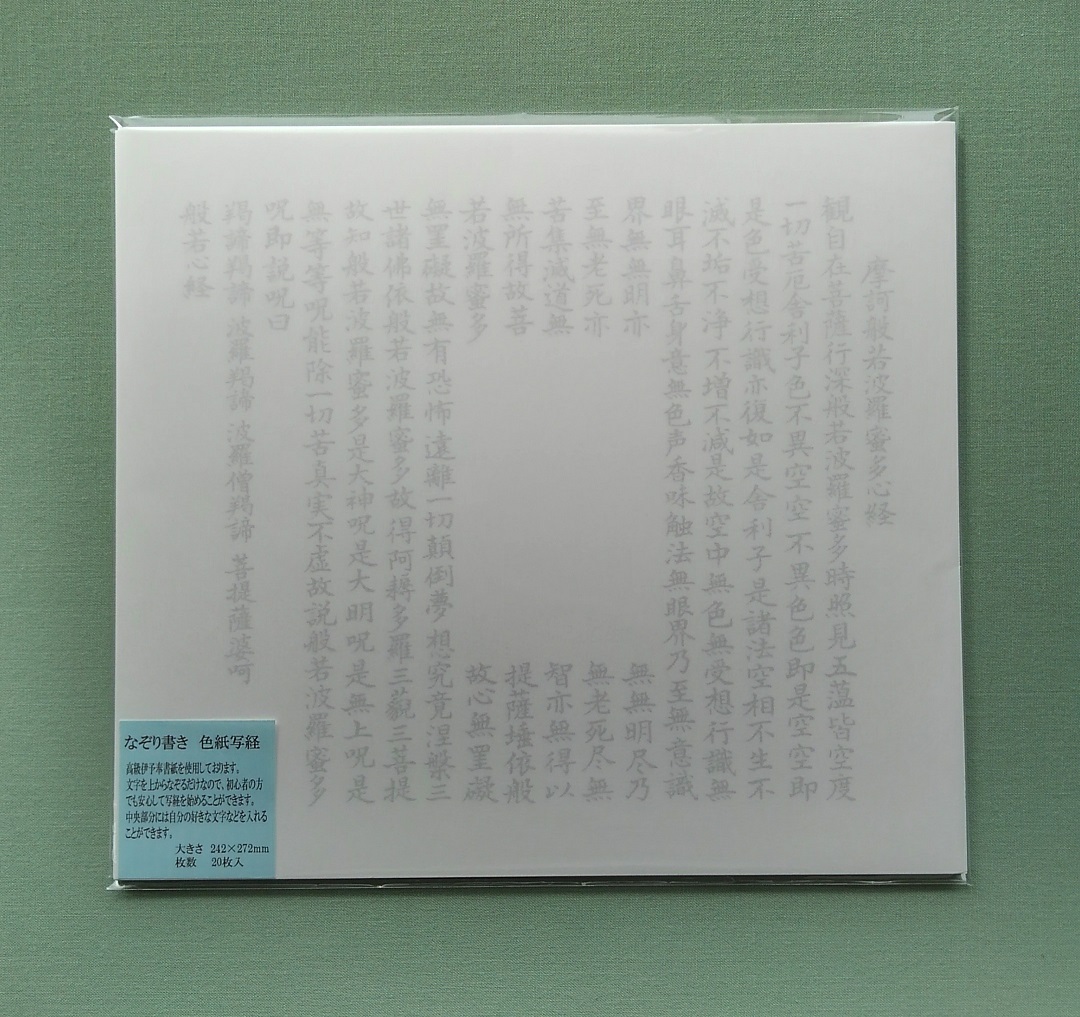 摩訶般若波羅蜜多心経
観自在菩薩行深般若波羅蜜多時照見五蘊皆空度
一切苦厄舎利子色不異空空不異色色即是空空即
是色受想行識亦復如是舎利子是諸法空相不生不
滅不垢不浄不増不減是故空中無色無受想行識無
眼耳鼻舌身意無色声香味触法無眼界乃至無意識
界無無明亦 無無明尽乃
至無老死亦 無老死尽無
苦集滅道無 智亦無得以
無所得故菩 提薩埵依般
若波羅蜜多 故心無罣礙
無罣礙故無有恐怖遠離一切顛倒夢想究竟涅槃三
世諸佛依般若波羅蜜多故得阿耨多羅三藐三菩提
故知般若波羅蜜多是大神呪是大明呪是無上呪是
無等等呪能除一切苦真実不虚故説般若波羅蜜多
呪即説呪曰
羯諦羯諦 波羅羯諦 波羅僧羯諦 菩提薩婆呵
般若心経
なぞり書き 色紙写経
高級伊予奉書紙を使用しております。
文字を上からなぞるだけなので、初心者の方
でも安心して写経を始めることができます。
中央部分には自分の好きな文字などを入れる
ことができます。
大きさ 242×272mm
枚数 20枚入